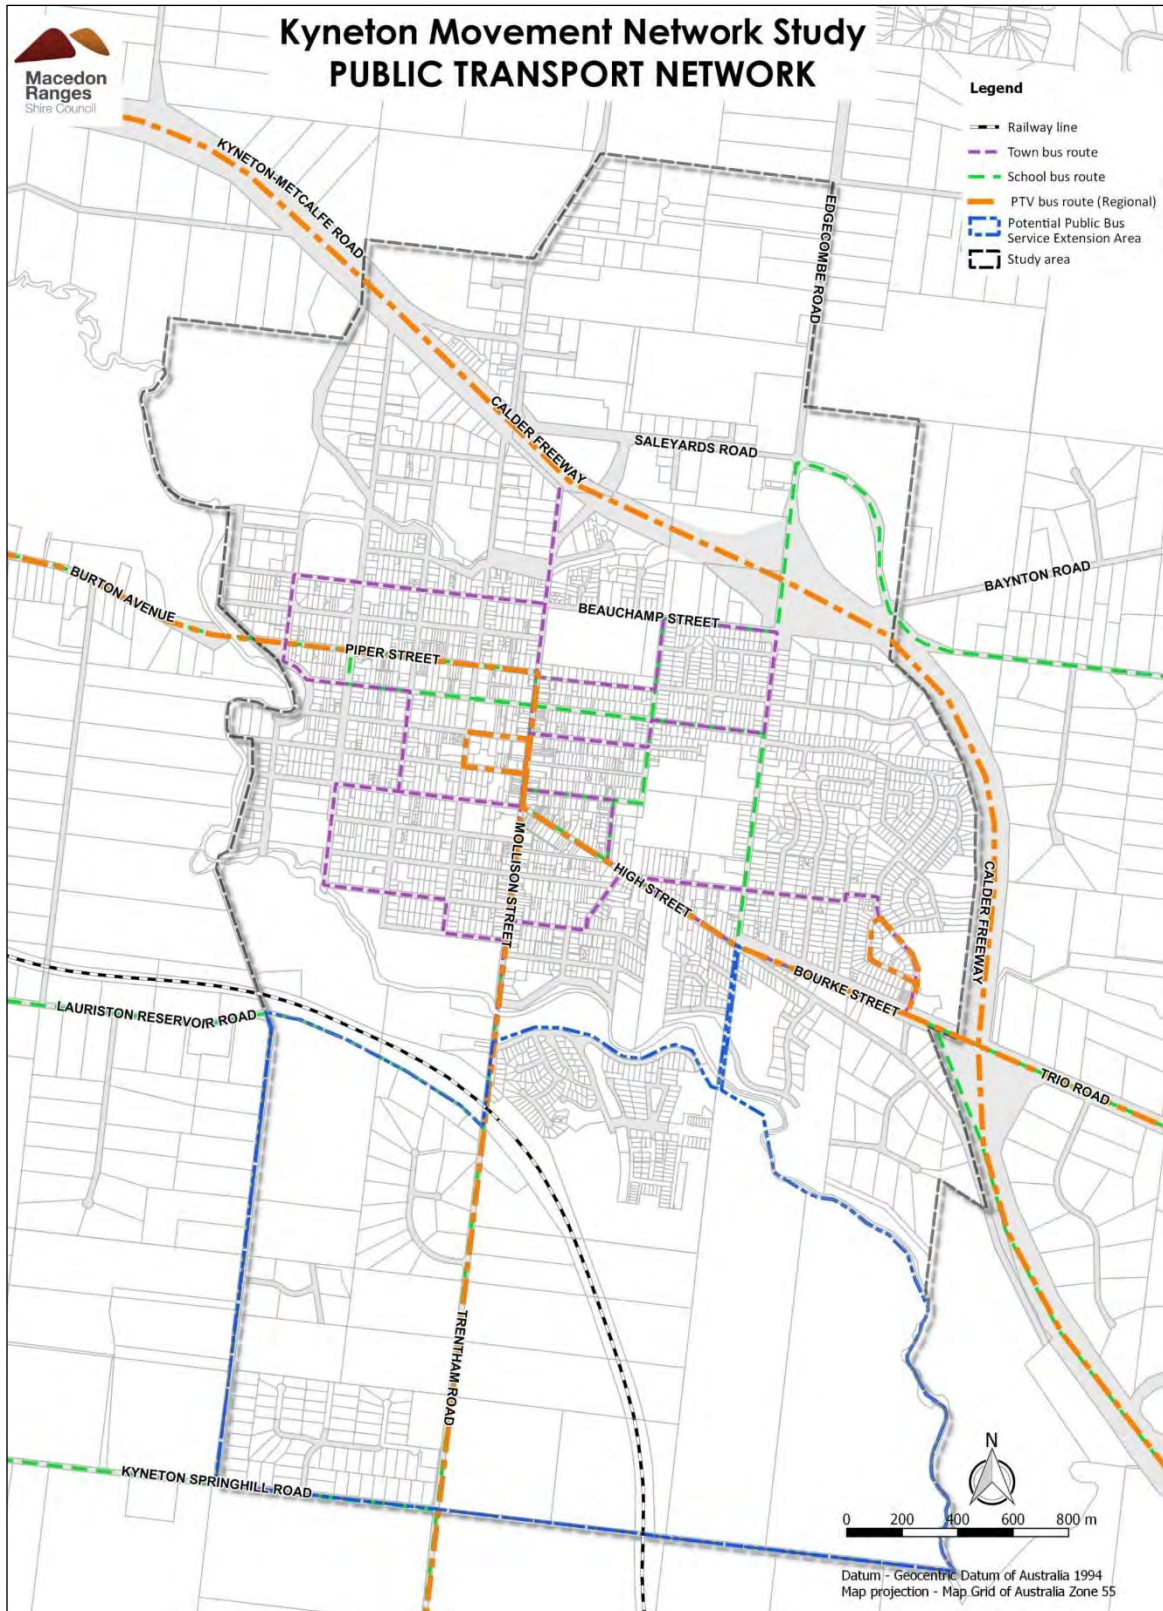 Kyneton Movement Network Study
PUBLIC TRANSPORT NETWORK
Macedon
Ranges
Shire Council
Legend
Railway line
Town bus route
School bus route
PTV bus route (Regional)
Potential Public Bus
Service Extension Area
Study area
KYNETON-METCALFE ROAD
EDGECOMBE ROAD
CALDER FREEWAY
SALEYARDS ROAD
BAYNTON ROAD
BURTON AVENUE
BEAUCHAMP STREET
PIPER STREET
MOLLISON STREET
HIGH STREET
CALDER FREEWAY
BOURKE STREET
LAURISTON RESERVOIR ROAD
TRIO ROAD
TRENTHAM ROAD
KYNETON SPRINGHILL ROAD
N
0 200 400 600 800 m
Datum - Geocentric Datum of Australia 1994
Map projection - Map Grid of Australia Zone 55